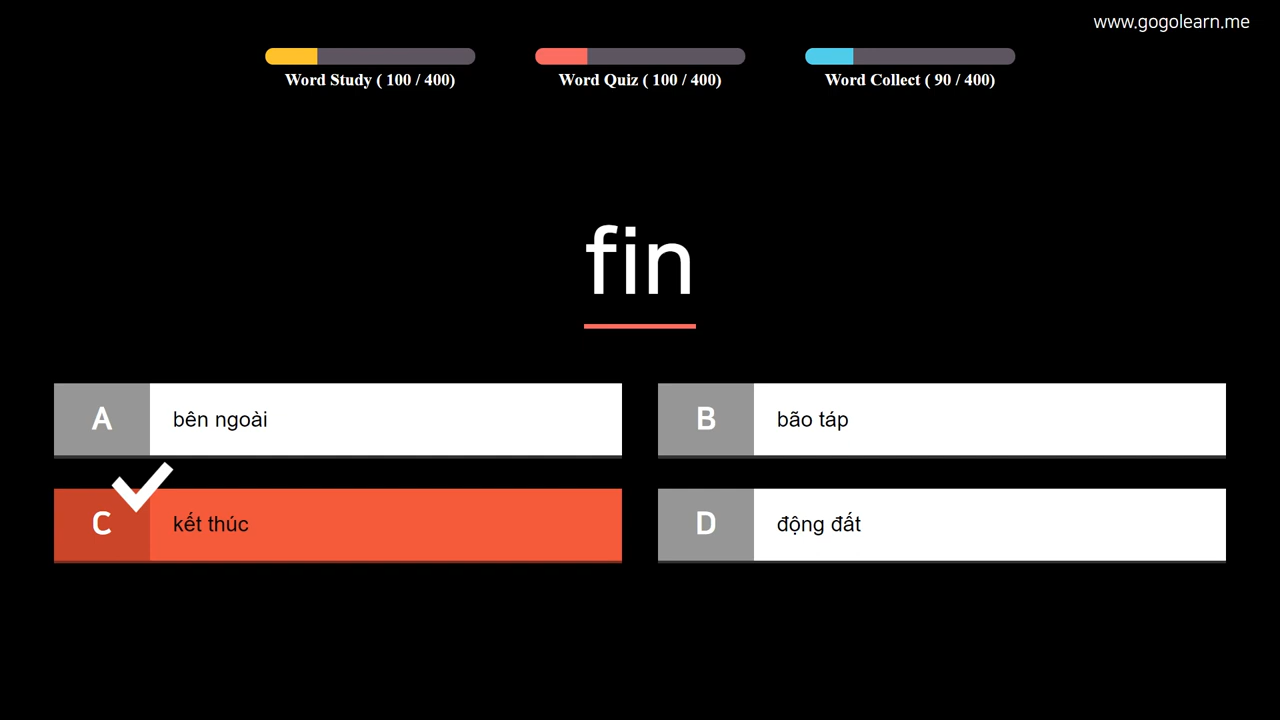 www.gogolearn.me
Word Study ( 100 / 400)
Word Quiz ( 100 / 400)
Word Collect ( 90 / 400)
fin
A bên ngoài
B bão táp
C kết thúc
D động đất